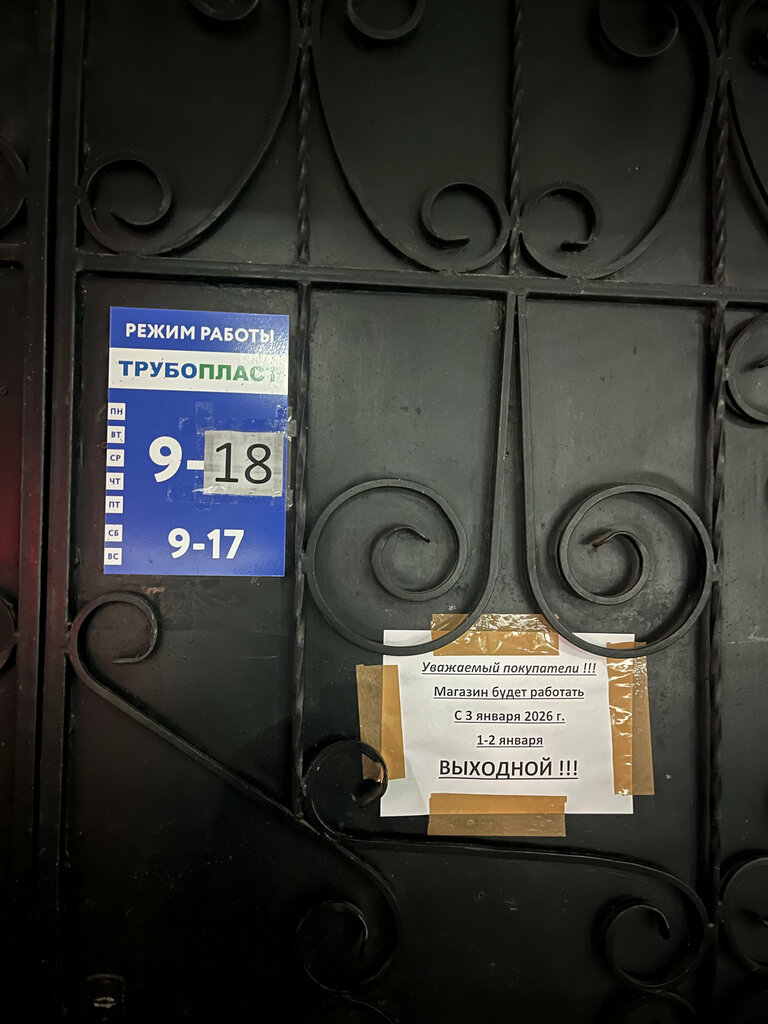 РЕЖИМ РАБОТЫ
ТРУБОПЛАСТ
ПН
ВТ
СР
ЧТ
ПТ
9-18
СБ
ВС
9-17
Уважаемый покупатели !!!
Магазин будет работать
С 3 января 2026 г.
1-2 января
ВЫХОДНОЙ !!!